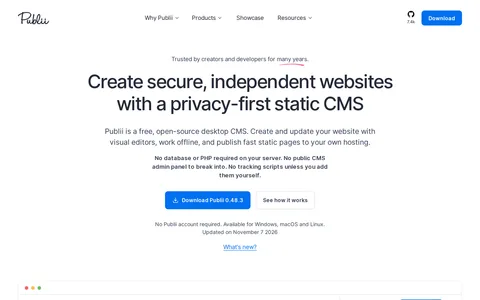 Publii
Why Publii
Products
Showcase
Resources
7.4k
Download
Trusted by creators and developers for many years.
Create secure, independent websites
with a privacy-first static CMS
Publii is a free, open-source desktop CMS. Create and update your website with
visual editors, work offline, and publish fast static pages to your own hosting.
No database or PHP required on your server. No public CMS
admin panel to break into. No tracking scripts unless you add
them yourself.
Download Publii 0.48.3
See how it works
No Publii account required. Available for Windows, macOS and Linux.
Updated on November 7 2026
What's new?